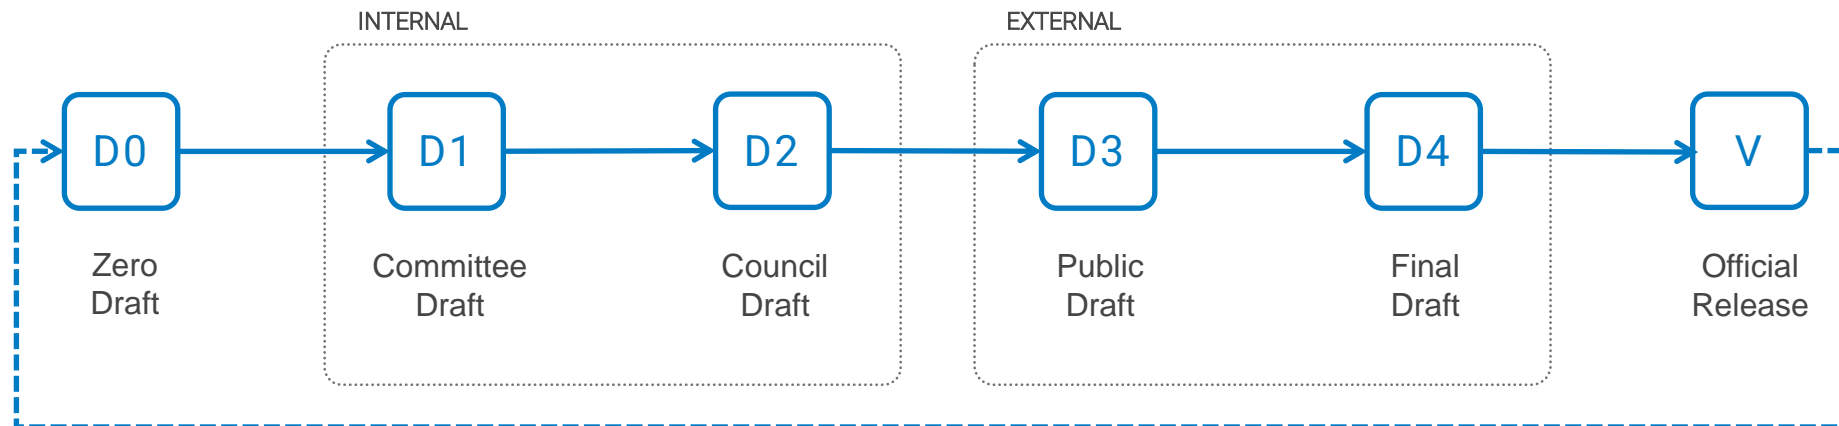 INTERNAL
EXTERNAL
D0
D1
D2
D3
D4
V
Zero
Draft
Committee
Draft
Council
Draft
Public
Draft
Final
Draft
Official
Release